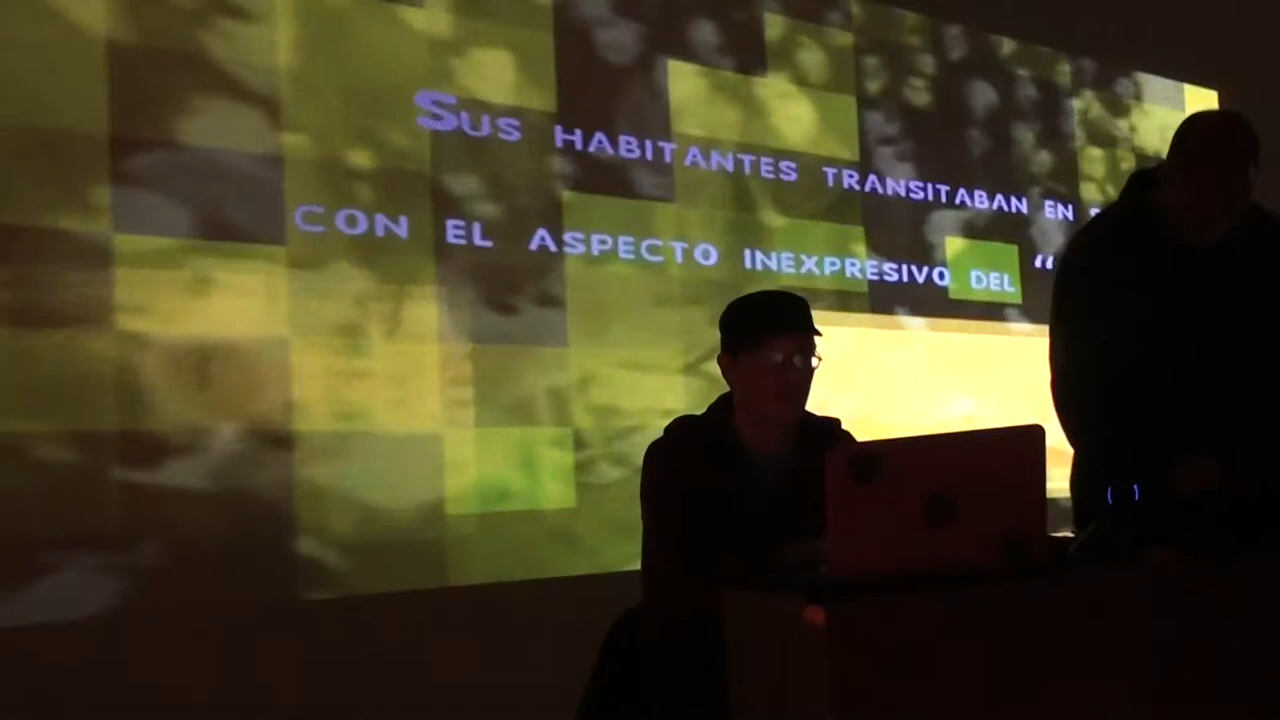 Sus habitantes transitaban en
con el aspecto inexpresivo del “